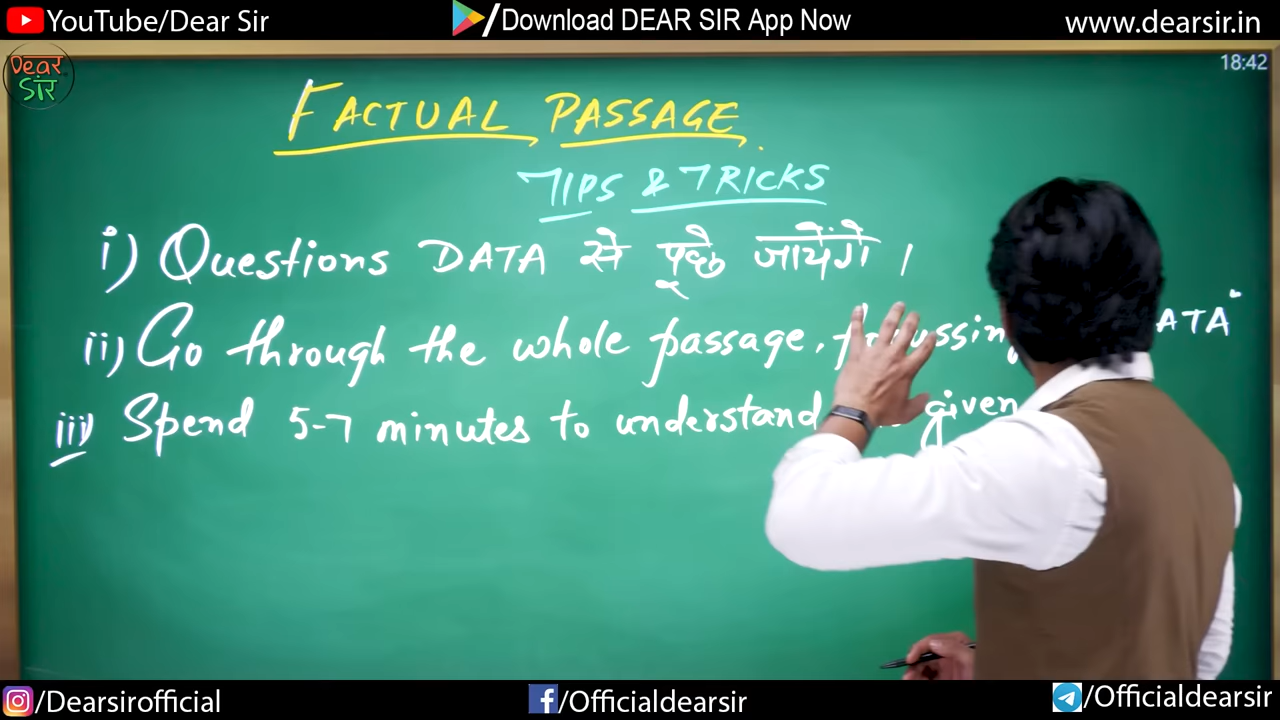 YouTube/Dear Sir
/Download DEAR SIR App Now
www.dearsir.in
Dear
सर
18:42
FACTUAL PASSAGE.
TIPS & TRICKS
i) Questions DATA से पूछे जायेंगे ।
ii) Go through the whole passage, ATA
iii) Spend 5-7 minutes to understand given
/Dearsirofficial
/Officialdearsir
/Officialdearsir